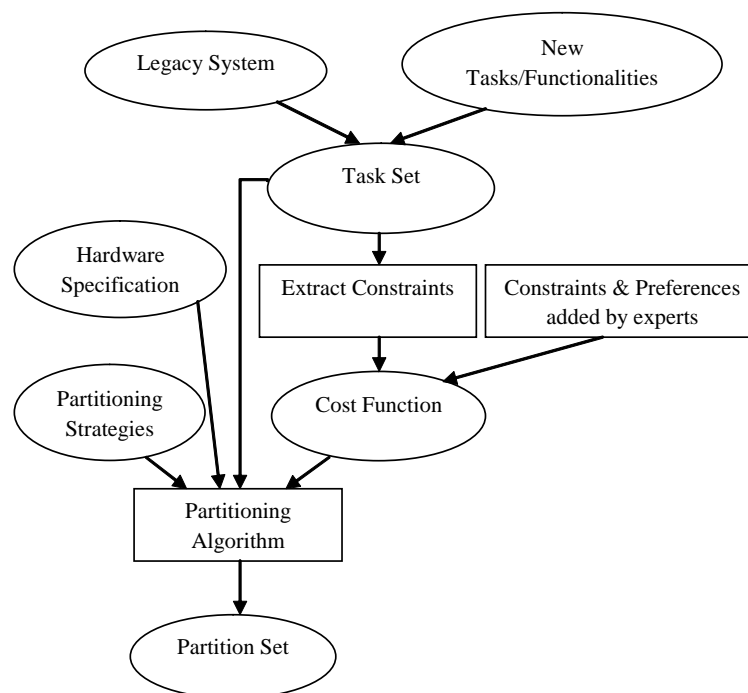 Legacy System
New
Tasks/Functionalities
Task Set
Hardware
Specification
Extract Constraints
Constraints & Preferences
added by experts
Partitioning
Strategies
Cost Function
Partitioning
Algorithm
Partition Set